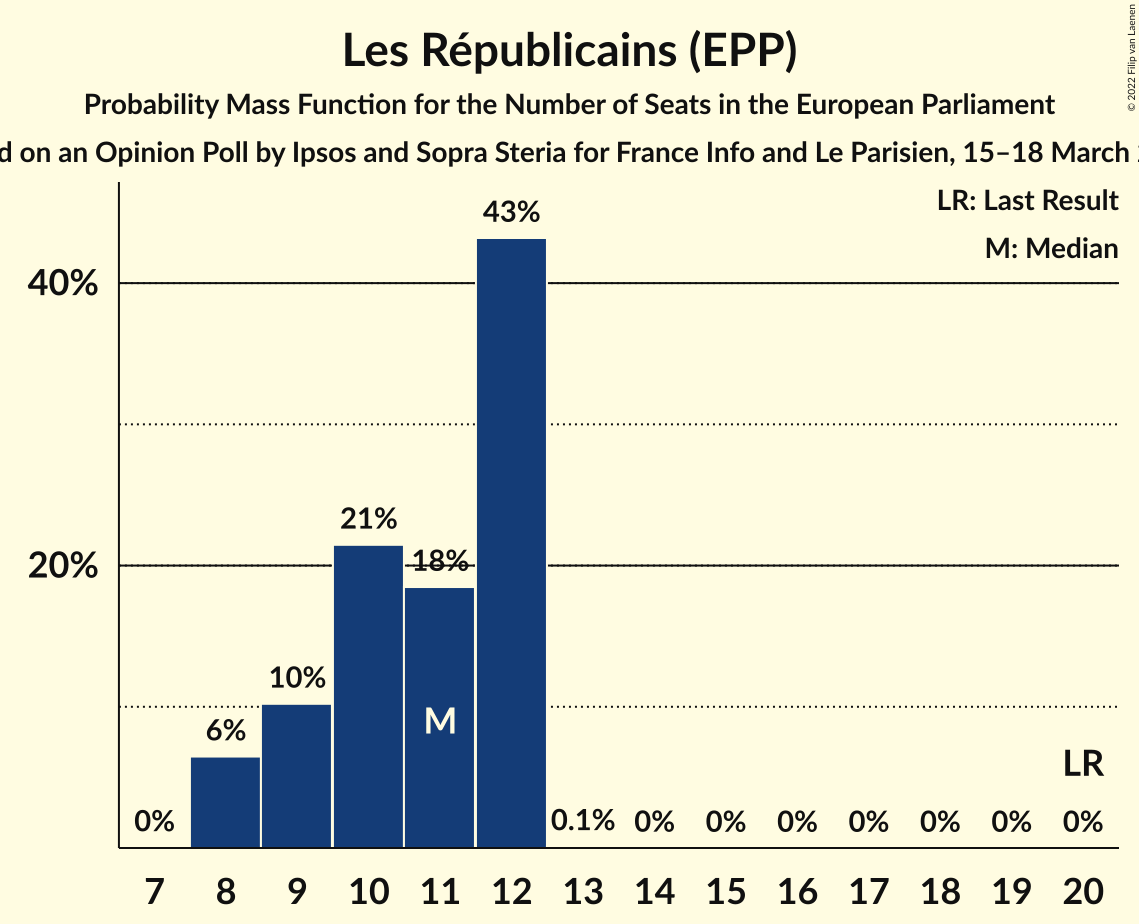 Les Républicains (EPP)
Probability Mass Function for the Number of Seats in the European Parliament
on an Opinion Poll by Ipsos and Sopra Steria for France Info and Le Parisien, 15–18 March
© 2022 Filip van Laenen
LR: Last Result
M: Median
43%
40%
21%
18%
20%
10%
M
6%
LR
0%
0.1%
0%
0%
0%
0%
0%
0%
0%
7 8 9 10 11 12 13 14 15 16 17 18 19 20